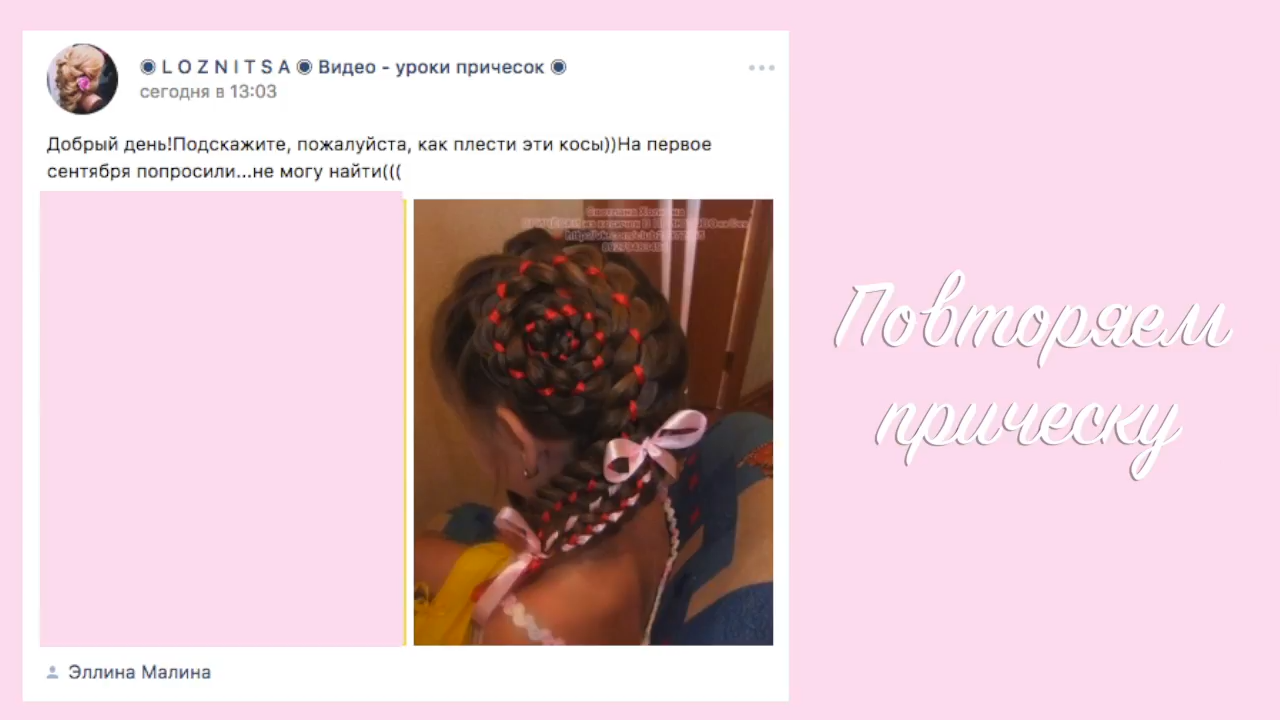 ◉ L O Z N I T S A ◉ Видео - уроки причесок ◉
сегодня в 13:03
Добрый день!Подскажите, пожалуйста, как плести эти косы))На первое
сентября попросили...не могу найти(((
Эллина Малина
Повторяем
прическу